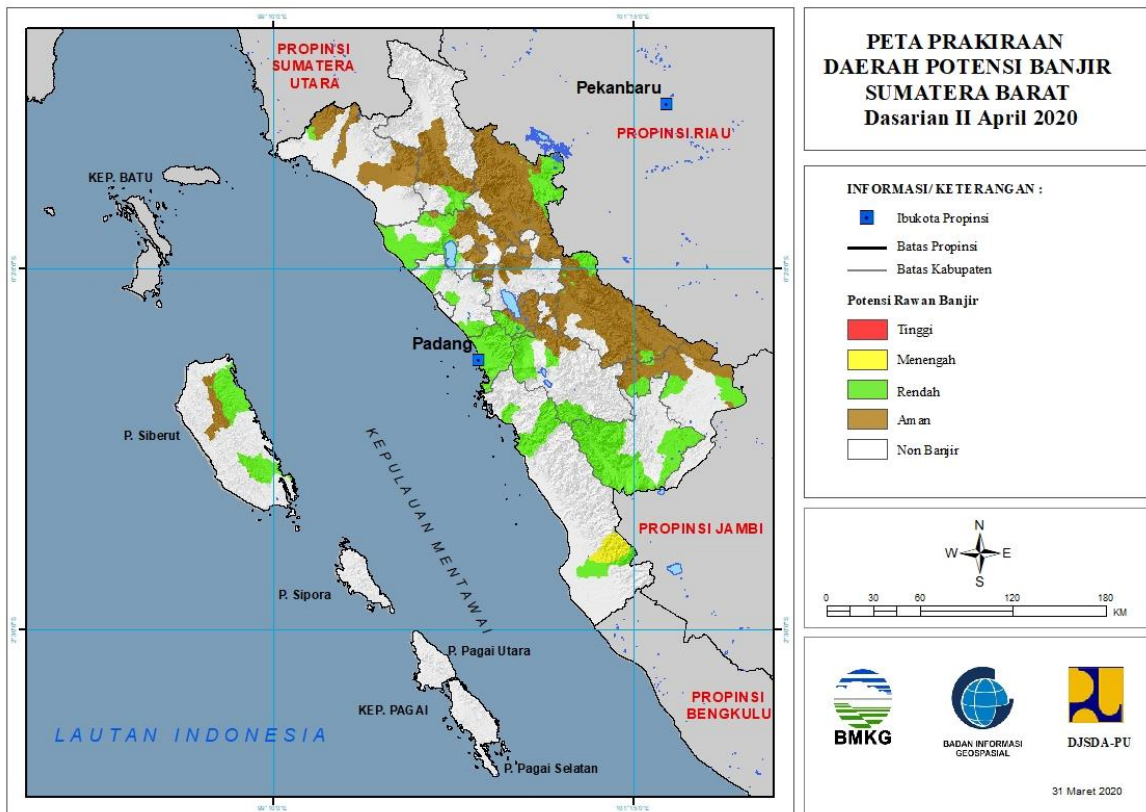 PETA PRAKIRAAN
DAERAH POTENSI BANJIR
SUMATERA BARAT
Dasarian II April 2020
INFORMASI/ KETERANGAN :
Ibukota Propinsi
Batas Propinsi
Batas Kabupaten
Potensi Rawan Banjir
Tinggi
Menengah
Rendah
Aman
Non Banjir
N
W
E
S
0
30
60
120
180
KM
BMKG
BADAN INFORMASI
GEOSPASIAL
DJSDA-PU
31 Maret 2020
PROPINSI
SUMATERA
UTARA
Pekanbaru
PROPINSI RIAU
KEP. BATU
Padang
P. Siberut
KEPULAUAN MENTAWAI
PROPINSI JAMBI
P. Sipora
P. Pagai Utara
KEP. PAGAI
PROPINSI
BENGKULU
LAUTAN INDONESIA
P. Pagai Selatan